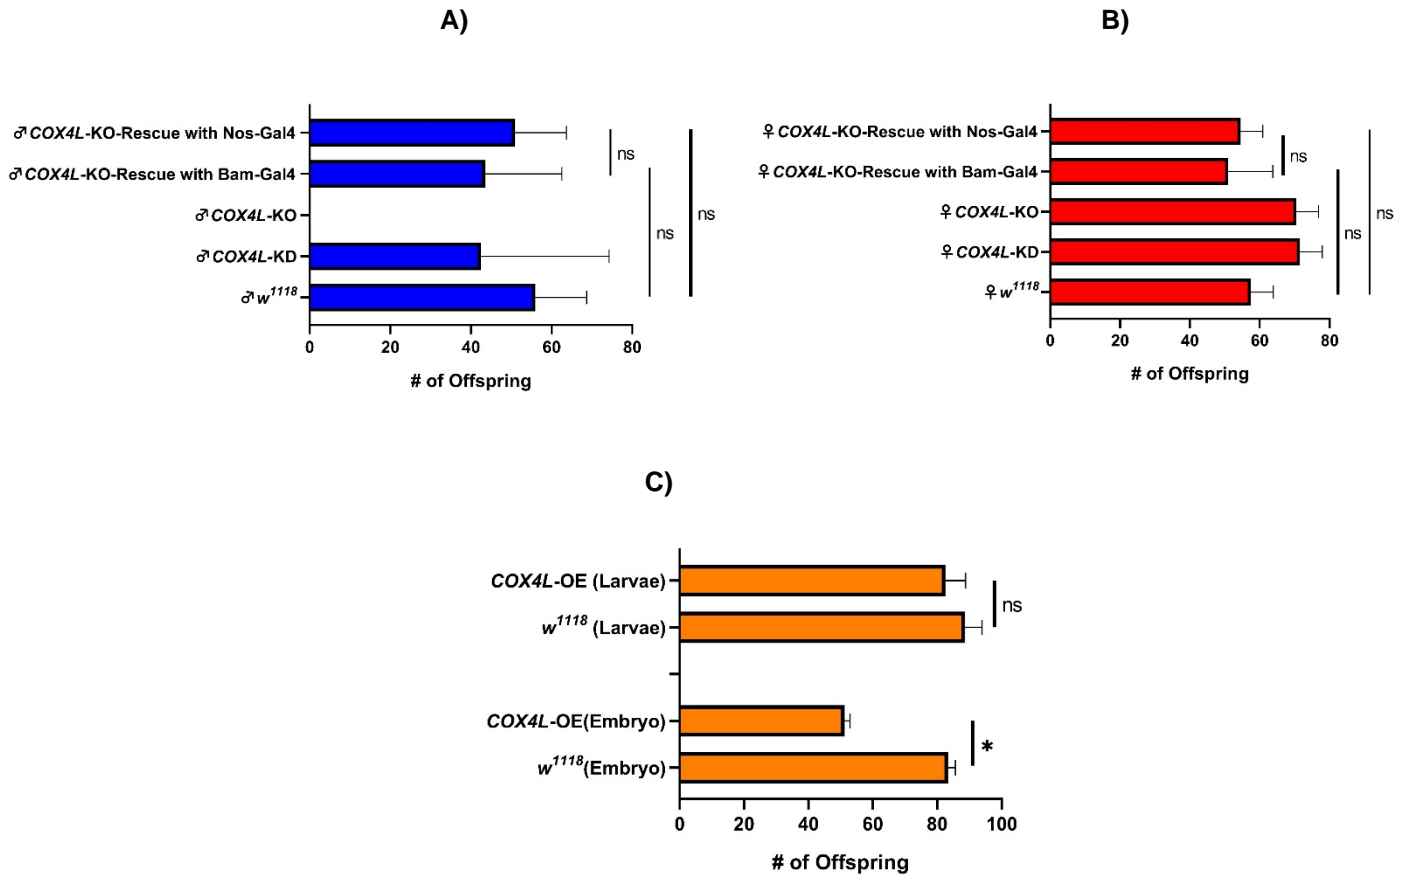 A)
♂COX4L-KO-Rescue with Nos-Gal4
♂COX4L-KO-Rescue with Bam-Gal4
♂COX4L-KO
♂COX4L-KD
♂w1118
ns
ns
ns
0 20 40 60 80
# of Offspring
B)
♀COX4L-KO-Rescue with Nos-Gal4
♀COX4L-KO-Rescue with Bam-Gal4
♀COX4L-KO
♀COX4L-KD
♀w1118
ns
ns
ns
0 20 40 60 80
# of Offspring
C)
COX4L-OE (Larvae)
w1118 (Larvae)
COX4L-OE(Embryo)
w1118(Embryo)
ns
*
0 20 40 60 80 100
# of Offspring